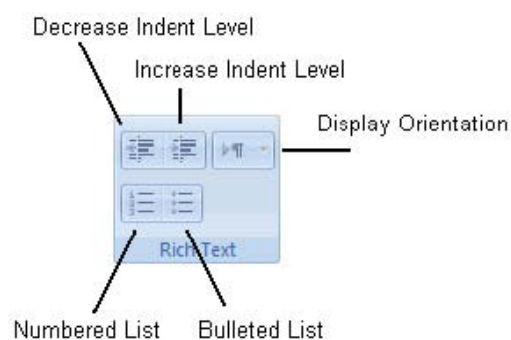 Decrease Indent Level
Increase Indent Level
Display Orientation
Rich Text
Numbered List
Bulleted List